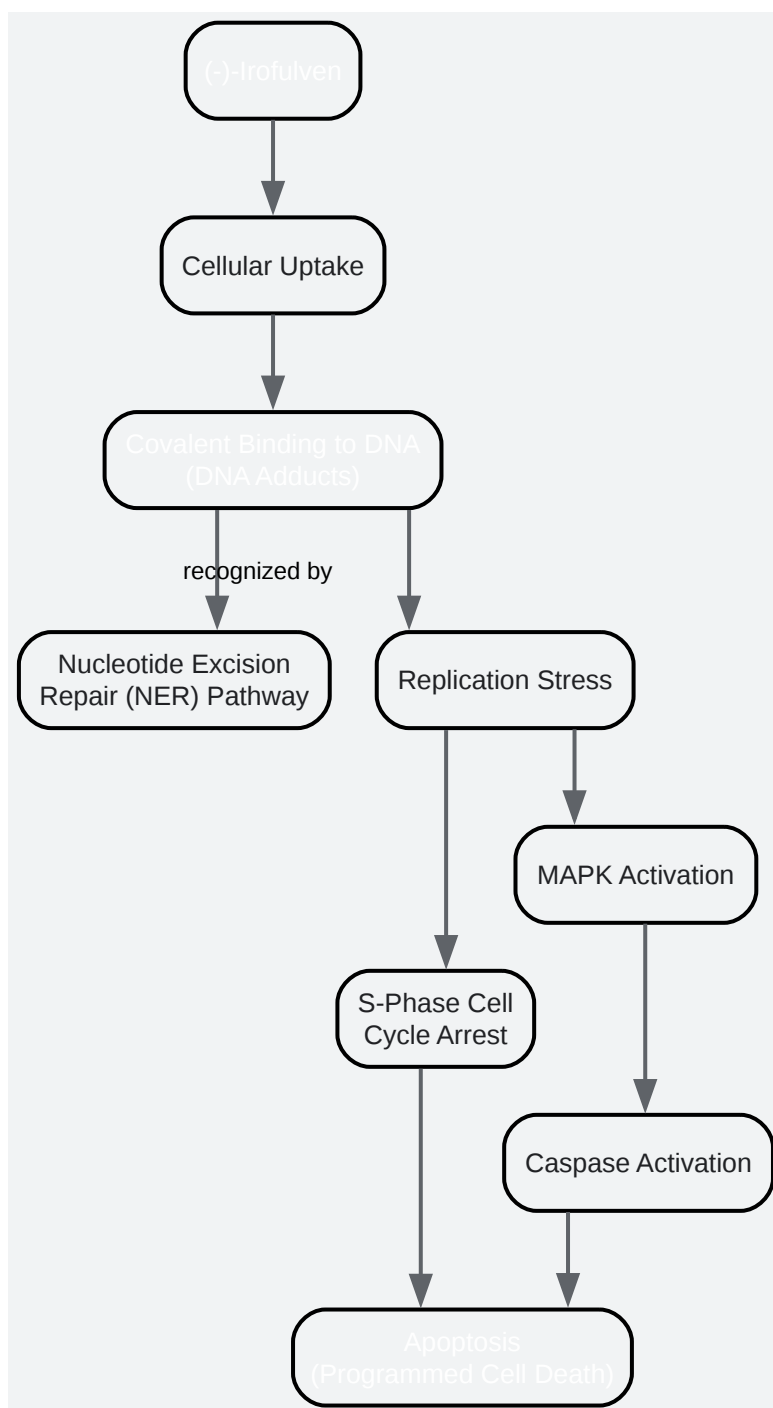 (-)-Irofulven
Cellular Uptake
Covalent Binding to DNA
(DNA Adducts)
recognized by
Nucleotide Excision
Repair (NER) Pathway
Replication Stress
MAPK Activation
S-Phase Cell
Cycle Arrest
Caspase Activation
Apoptosis
(Programmed Cell Death)